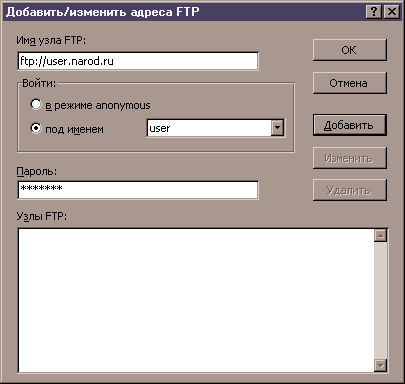 Добавить/изменить адреса FTP
Имя узла FTP:
ftp://user.narod.ru
OK
Войти:
Отмена
в режиме anonymous
под именем
user
Добавить
Изменить
Пароль:
*******
Удалить
Узлы FTP: